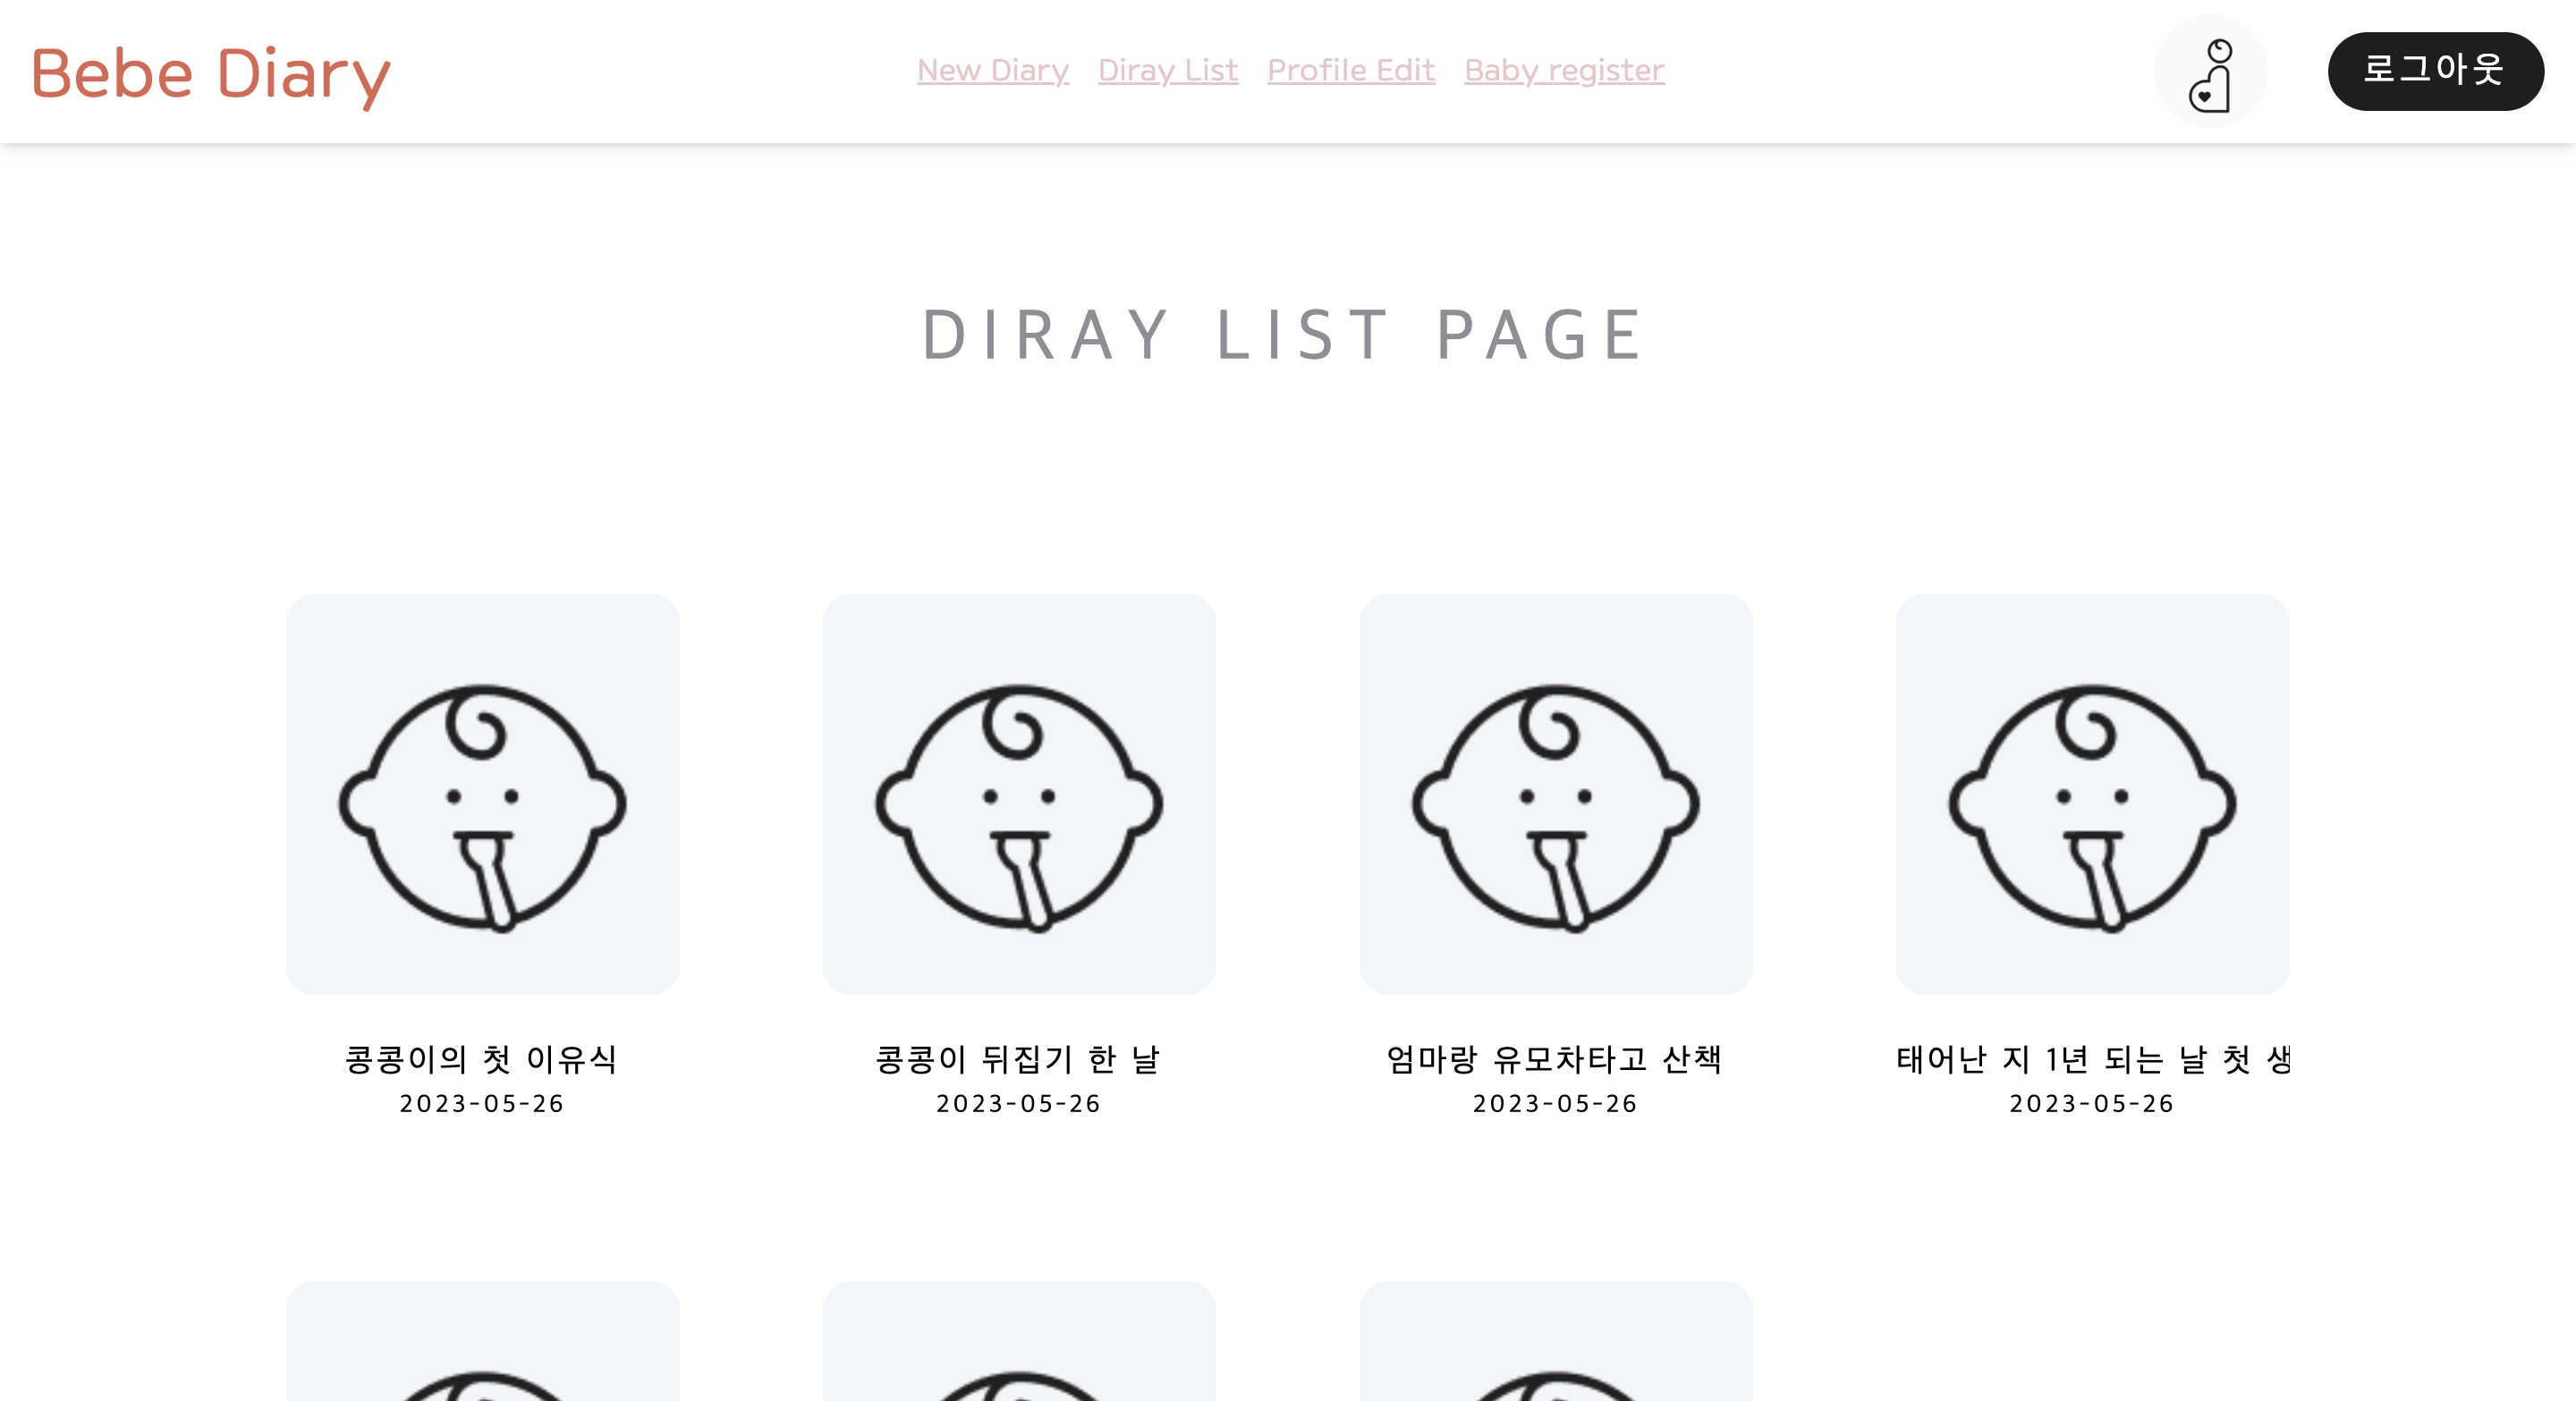 Bebe Diary
New Diary Diray List Profile Edit Baby register
로그아웃
DIRAY LIST PAGE
콩콩이의 첫 이유식
2023-05-26
콩콩이 뒤집기 한 날
2023-05-26
엄마랑 유모차타고 산책
2023-05-26
태어난 지 1년 되는 날 첫 생
2023-05-26